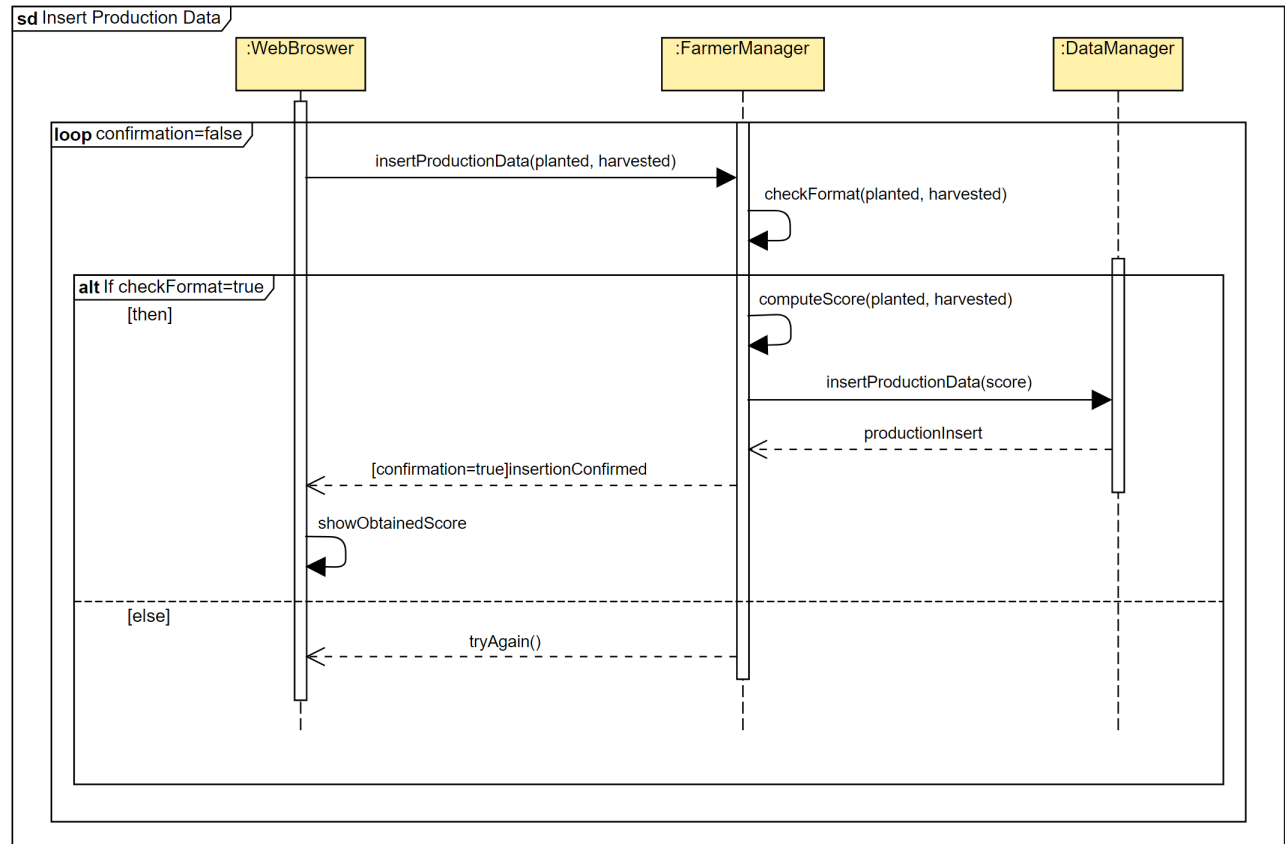 sd Insert Production Data
:WebBroswer
:FarmerManager
:DataManager
loop confirmation=false
insertProductionData(planted, harvested)
checkFormat(planted, harvested)
alt If checkFormat=true
[then]
computeScore(planted, harvested)
insertProductionData(score)
productionInsert
[confirmation=true]insertionConfirmed
showObtainedScore
[else]
tryAgain()